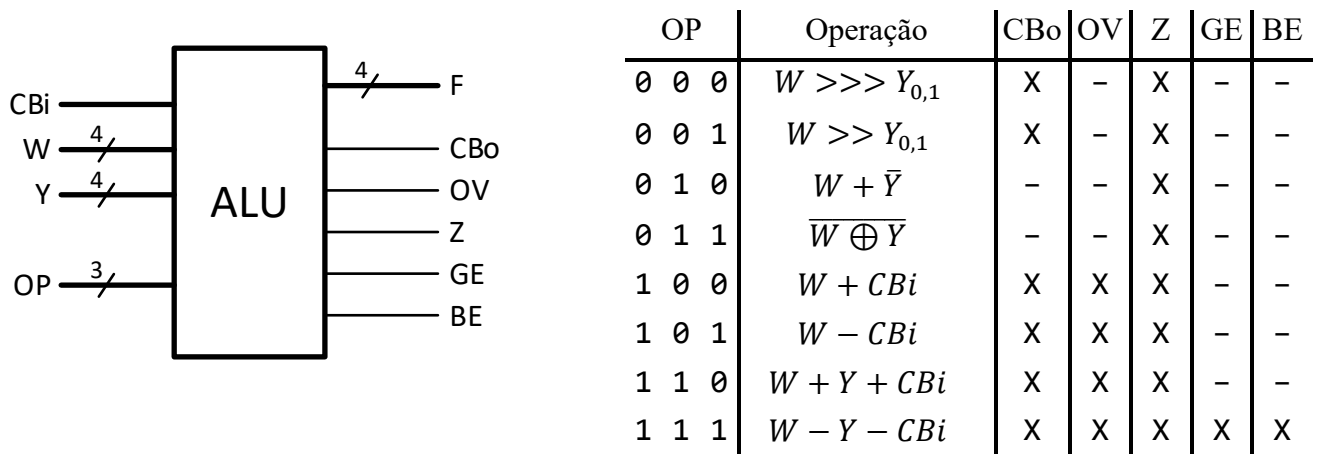 CBi
W 4
Y 4
OP 3
ALU
4 F
CBo
OV
Z
GE
BE
OP Operação CBo OV Z GE BE
0 0 0 W >>> Y₀,₁ X – X – –
0 0 1 W >> Y₀,₁ X – X – –
0 1 0 W + Y̅ – – X – –
0 1 1 W̅ ⊕̅ Y̅ – – X – –
1 0 0 W + CBi X X X – –
1 0 1 W − CBi X X X – –
1 1 0 W + Y + CBi X X X – –
1 1 1 W − Y − CBi X X X X X